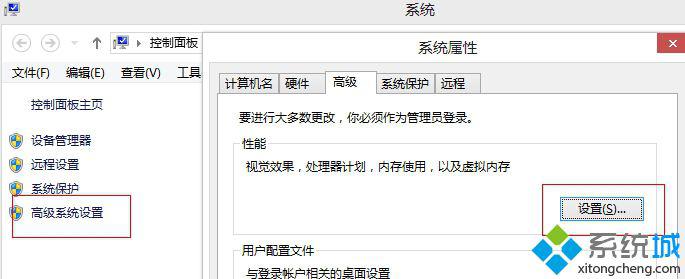 系统
控制面板
系统属性
文件(F) 编辑(E) 查看(V) 工具
计算机名 硬件 高级 系统保护 远程
控制面板主页
要进行大多数更改，你必须作为管理员登录。
设备管理器
性能
远程设置
视觉效果，处理器计划，内存使用，以及虚拟内存
系统保护
高级系统设置
设置(S)...
用户配置文件
与登录帐户相关的桌面设置
系统城
xitongcheng.com